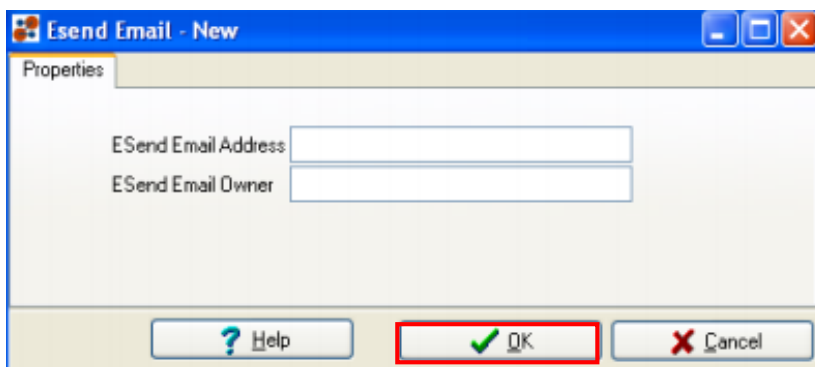 Esend Email - New
Properties
ESend Email Address
ESend Email Owner
? Help OK Cancel